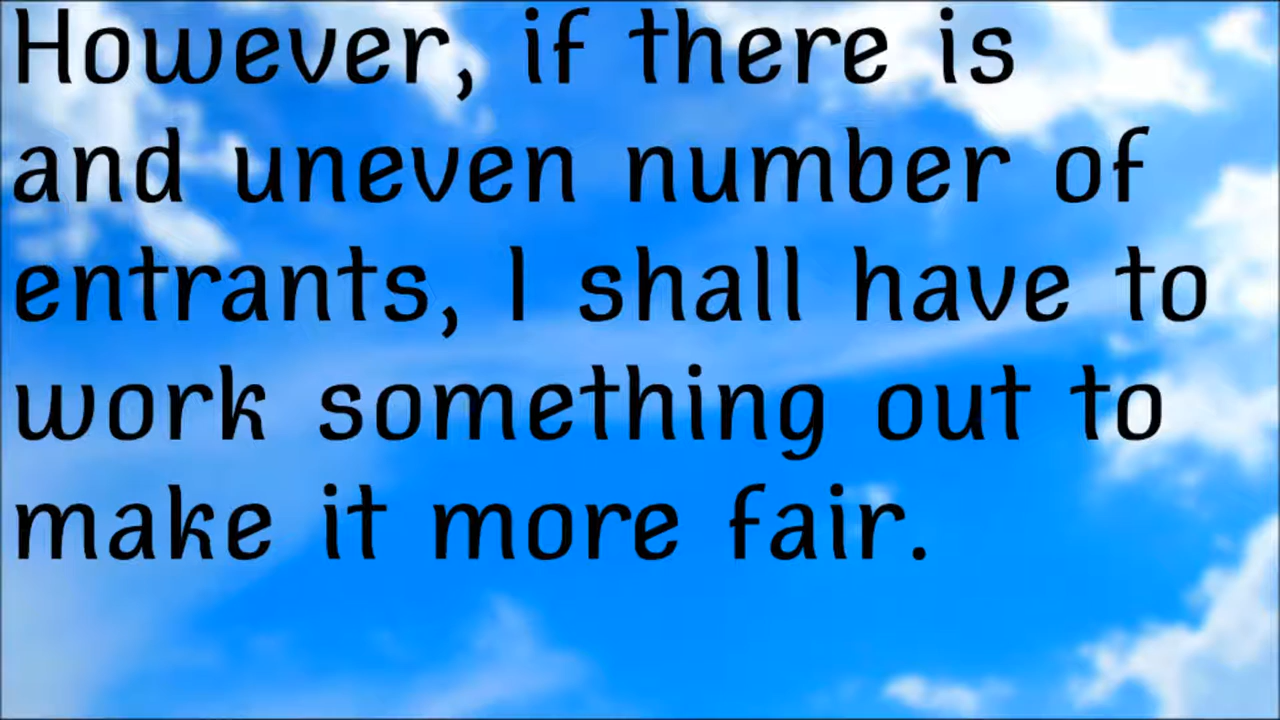 However, if there is
and uneven number of
entrants, I shall have to
work something out to
make it more fair.